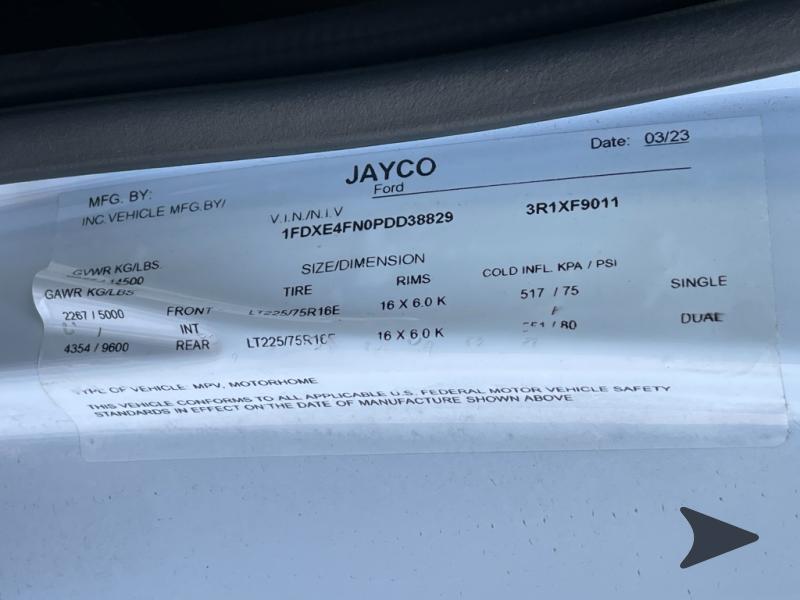 Date: 03/23
JAYCO
MFG. BY: Ford
INC.VEHICLE MFG.BY/
V.I.N./N.I.V
1FDXE4FN0PDD38829 3R1XF9011
GVWR KG/LBS SIZE/DIMENSION
GAWR KG/LBS TIRE RIMS COLD INFL. KPA / PSI
2267 / 5000 FRONT LT225/75R16E 16 X 6.0 K 517 / 75 SINGLE
/ INT
4354 / 9600 REAR 16 X 6.0 K / 80
OF VEHICLE MPV, MOTORHOME
THIS VEHICLE CONFORMS TO ALL APPLICABLE U.S. FEDERAL MOTOR VEHICLE SAFETY
STANDARDS IN EFFECT ON THE DATE OF MANUFACTURE SHOWN ABOVE